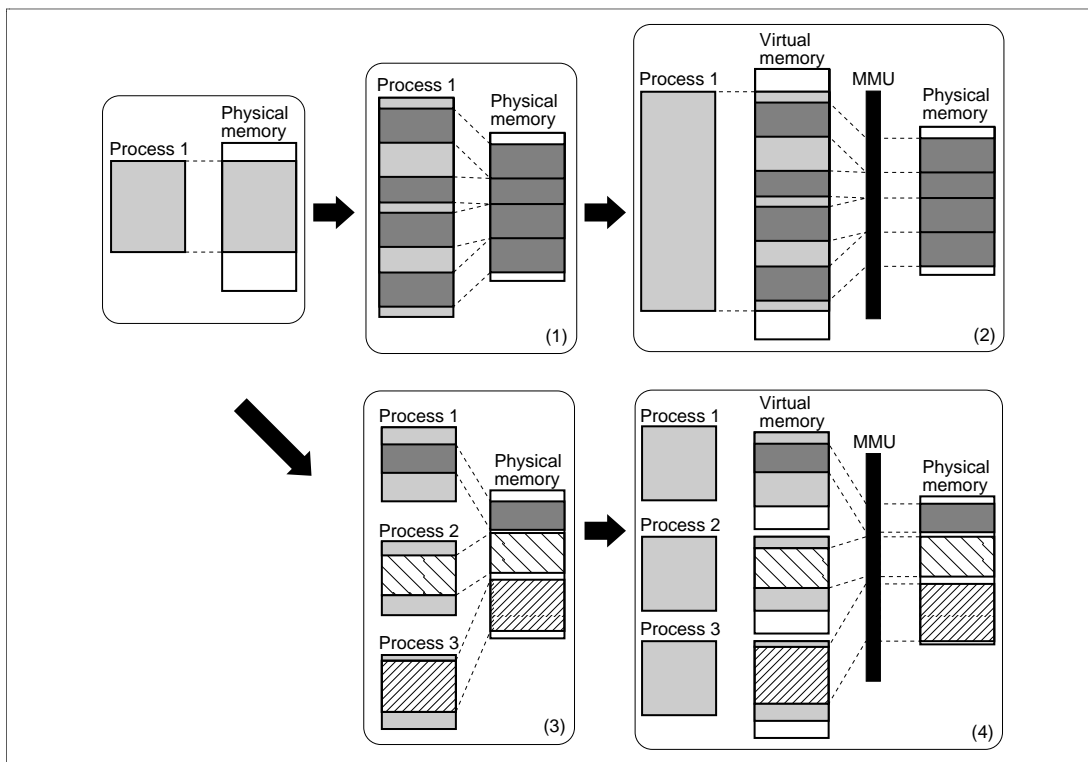 Process 1
Physical
memory
Process 1
Physical
memory
(1)
Process 1
Virtual
memory
MMU
Physical
memory
(2)
Process 1
Process 2
Process 3
Physical
memory
(3)
Process 1
Process 2
Process 3
Virtual
memory
MMU
Physical
memory
(4)